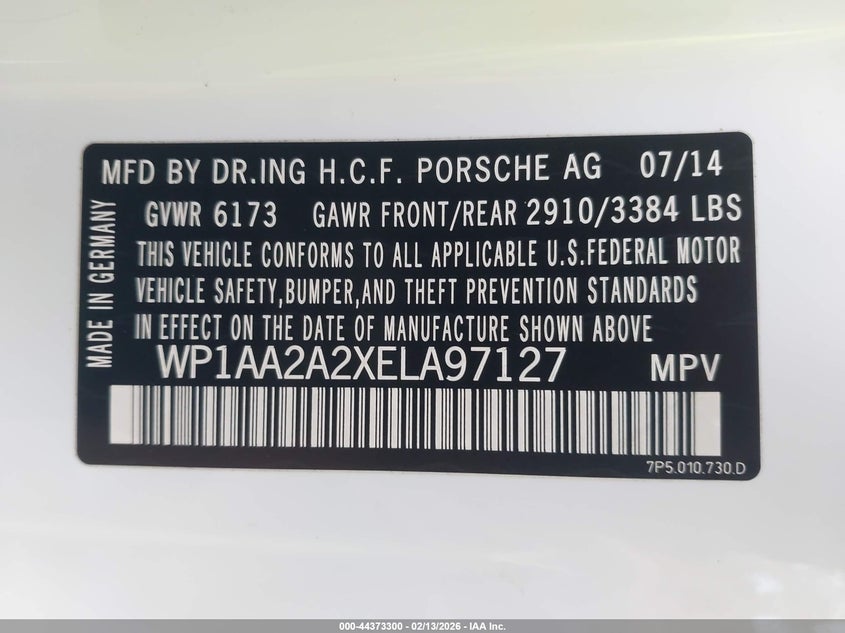 MFD BY DR.ING H.C.F. PORSCHE AG 07/14
GVWR 6173 GAWR FRONT/REAR 2910/3384 LBS
THIS VEHICLE CONFORMS TO ALL APPLICABLE U.S.FEDERAL MOTOR
VEHICLE SAFETY,BUMPER,AND THEFT PREVENTION STANDARDS
IN EFFECT ON THE DATE OF MANUFACTURE SHOWN ABOVE
WP1AA2A2XELA97127 MPV
MADE IN GERMANY
7P5.010.730.D
000-44373300 - 02/13/2026 - IAA Inc.